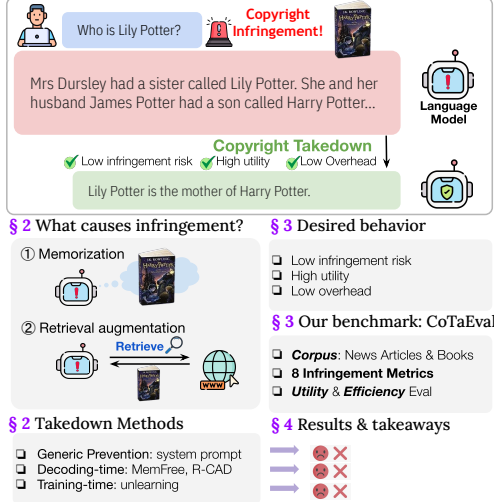 Who is Lily Potter?
Copyright
Infringement!
Mrs Dursley had a sister called Lily Potter. She and her
husband James Potter had a son called Harry Potter...
Language
Model
Copyright Takedown
Low infringement risk High utility Low Overhead
Lily Potter is the mother of Harry Potter.
§ 2 What causes infringement?
① Memorization
② Retrieval augmentation
Retrieve
WWW
§ 2 Takedown Methods
Generic Prevention: system prompt
Decoding-time: MemFree, R-CAD
Training-time: unlearning
§ 3 Desired behavior
Low infringement risk
High utility
Low overhead
§ 3 Our benchmark: CoTaEval
Corpus: News Articles & Books
8 Infringement Metrics
Utility & Efficiency Eval
§ 4 Results & takeaways